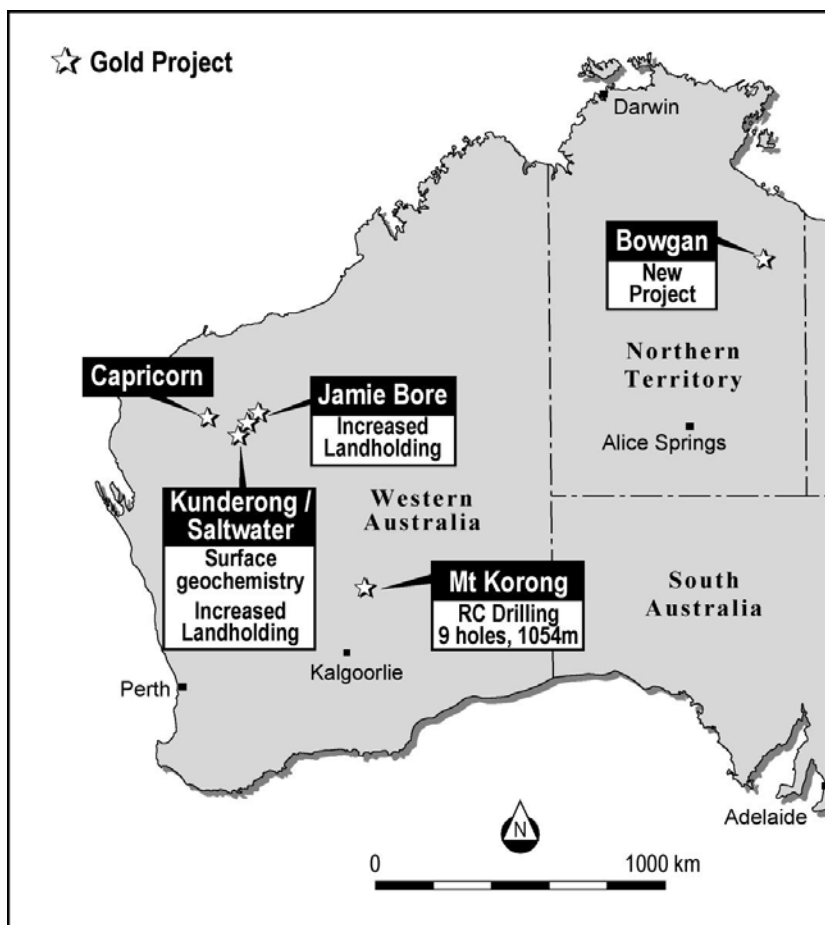 Gold Project
Darwin
Bowgan
New
Project
Northern
Territory
Capricorn
Jamie Bore
Increased
Landholding
Alice Springs
Kunderong /
Saltwater
Surface
geochemistry
Increased
Landholding
Western
Australia
Mt Korong
RC Drilling
9 holes, 1054m
South
Australia
Kalgoorlie
Perth
Adelaide
N
0 1000 km